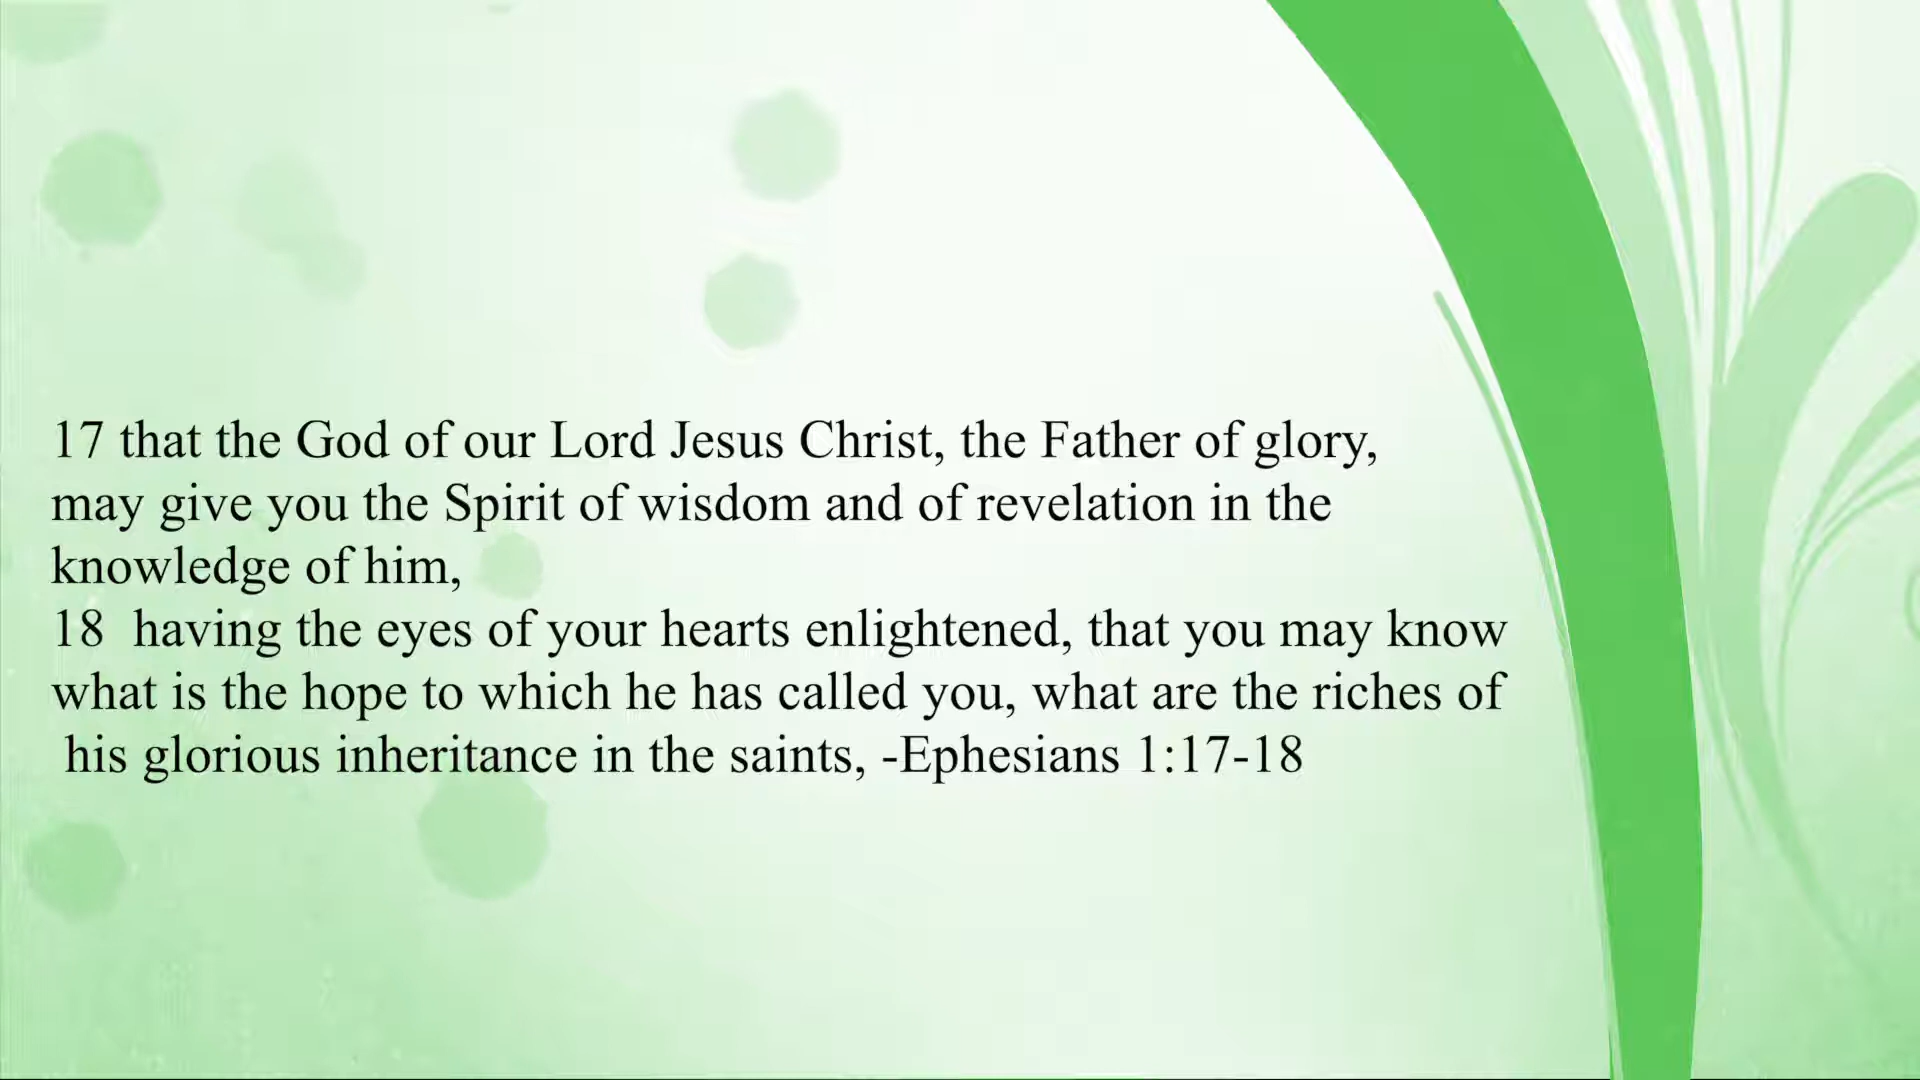 17 that the God of our Lord Jesus Christ, the Father of glory,
may give you the Spirit of wisdom and of revelation in the
knowledge of him,
18  having the eyes of your hearts enlightened, that you may know
what is the hope to which he has called you, what are the riches of
his glorious inheritance in the saints, -Ephesians 1:17-18